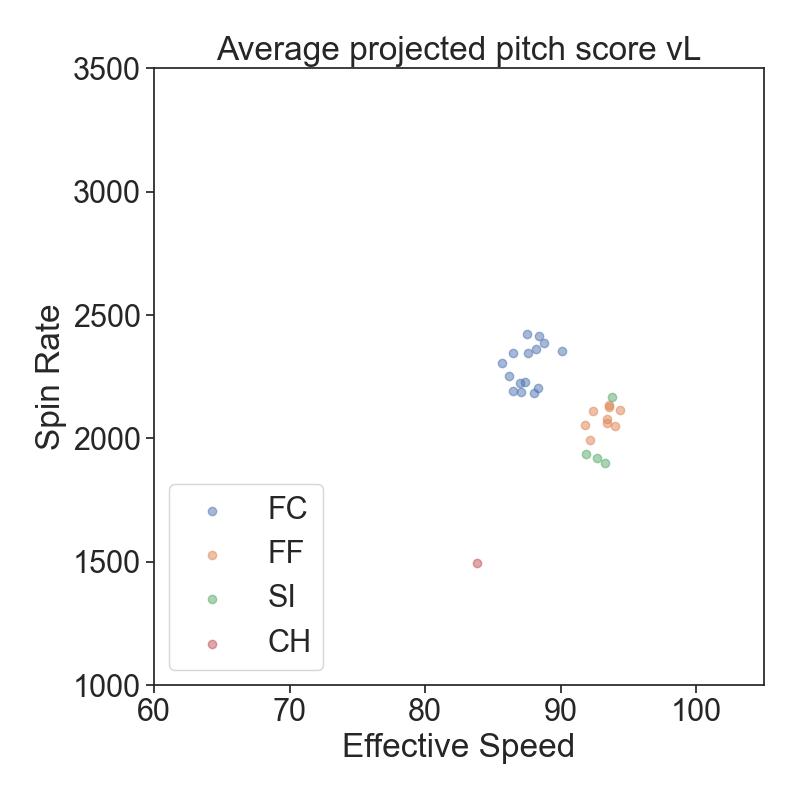 Average projected pitch score vL
3500
3000
2500
2000
1500
1000
Spin Rate
FC
FF
SI
CH
60 70 80 90 100
Effective Speed